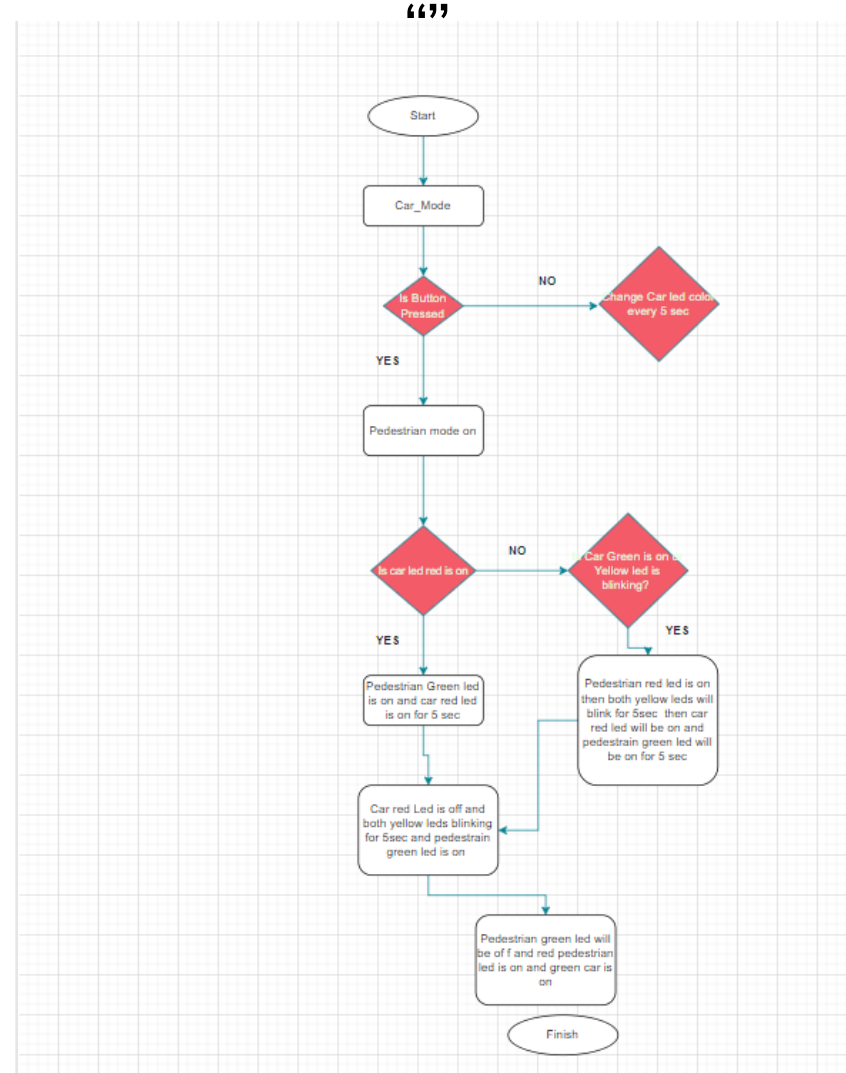 “”
Start
Car_Mode
Is Button
Pressed
NO
Change Car led color
every 5 sec
YES
Pedestrian mode on
Is car led red is on
NO
Car Green is on
Yellow led is
blinking?
YES
YES
Pedestrian Green led
is on and car red led
is on for 5 sec
Pedestrian red led is on
then both yellow leds will
blink for 5sec then car
red led will be on and
pedestrain green led will
be on for 5 sec
Car red Led is off and
both yellow leds blinking
for 5sec and pedestrain
green led is on
Pedestrian green led will
be of f and red pedestrian
led is on and green car is
on
Finish